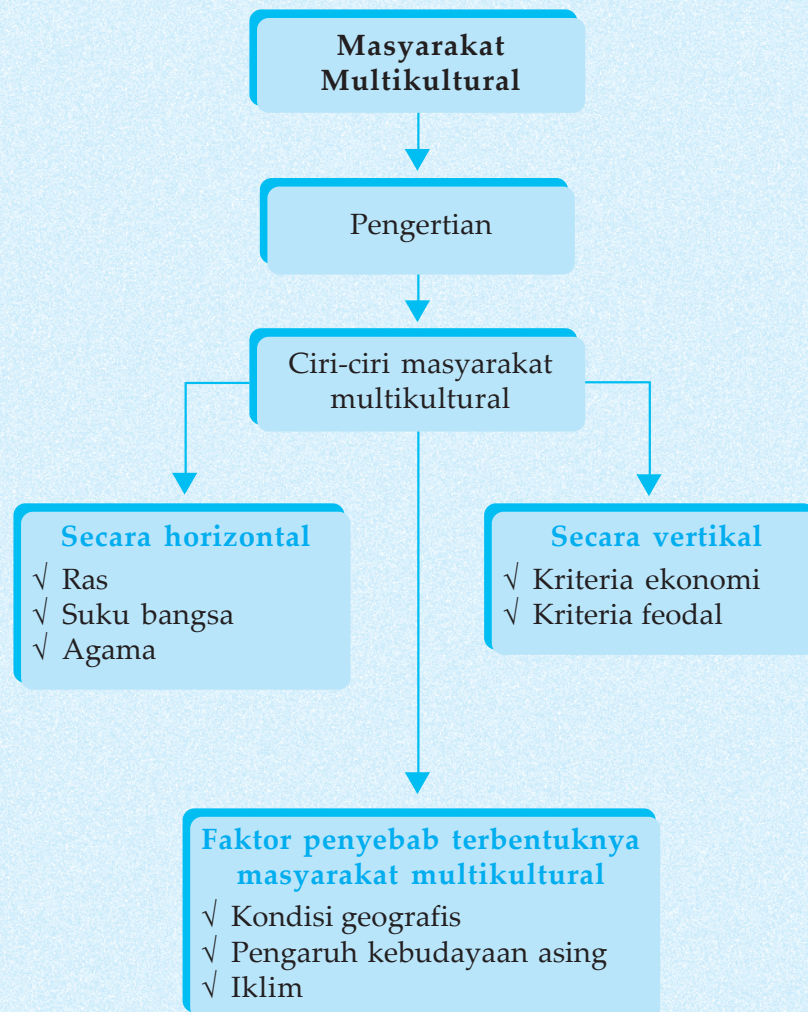 Masyarakat
Multikultural
Pengertian
Ciri-ciri masyarakat
multikultural
Secara horizontal
√ Ras
√ Suku bangsa
√ Agama
Secara vertikal
√ Kriteria ekonomi
√ Kriteria feodal
Faktor penyebab terbentuknya
masyarakat multikultural
√ Kondisi geografis
√ Pengaruh kebudayaan asing
√ Iklim